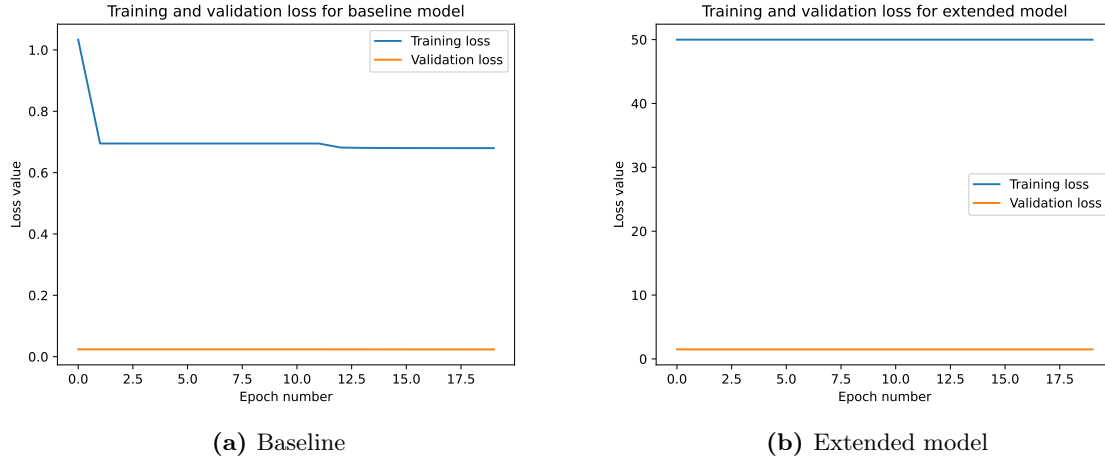 Training and validation loss for baseline model
Training loss
Validation loss
1.0
0.8
0.6
0.4
0.2
0.0
Loss value
0.0 2.5 5.0 7.5 10.0 12.5 15.0 17.5
Epoch number
(a) Baseline
Training and validation loss for extended model
50
40
30
20
10
0
Loss value
Training loss
Validation loss
0.0 2.5 5.0 7.5 10.0 12.5 15.0 17.5
Epoch number
(b) Extended model